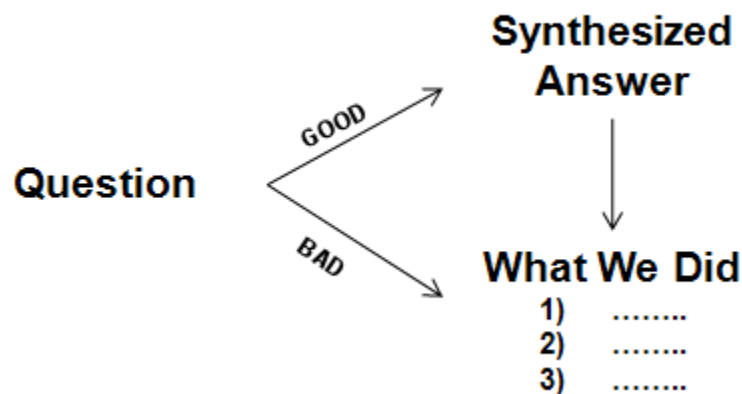 Synthesized
Answer
GOOD
Question
BAD
What We Did
1) ........
2) ........
3) ........